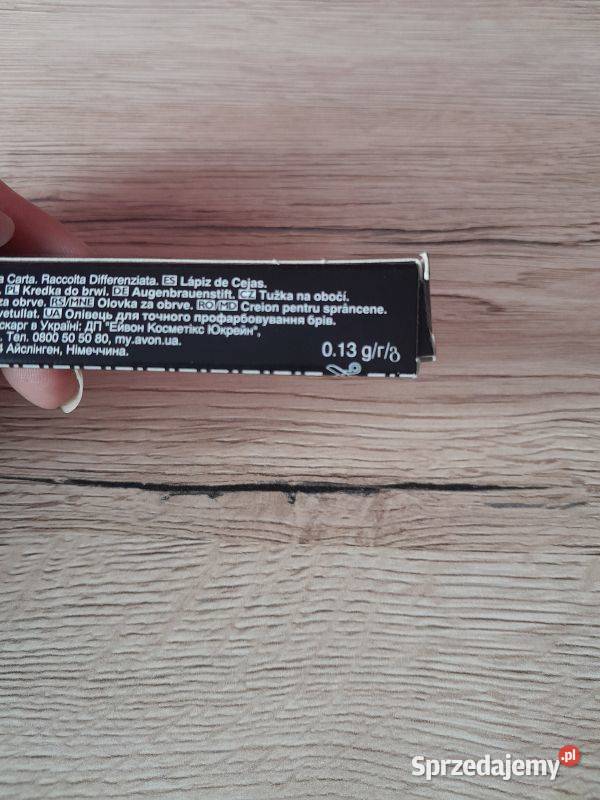 a Carta. Raccolta Differenziata. ES Lápiz de Cejas.
PL Kredka do brwi. DE Augenbrauenstift. CZ Tužka na obočí.
za obrve. RS/MNE Olovka za obrve. RO/MD Creion pentru sprâncene.
vetullat. UA Олівець для точного профарбовування брів.
скарг в Україні: ДП "Ейвон Косметікс Юкрейн",
. Тел. 0800 50 50 80, my.avon.ua.
Айслінген, Німеччина.
0.13 g/г/გ
Sprzedajemy.pl